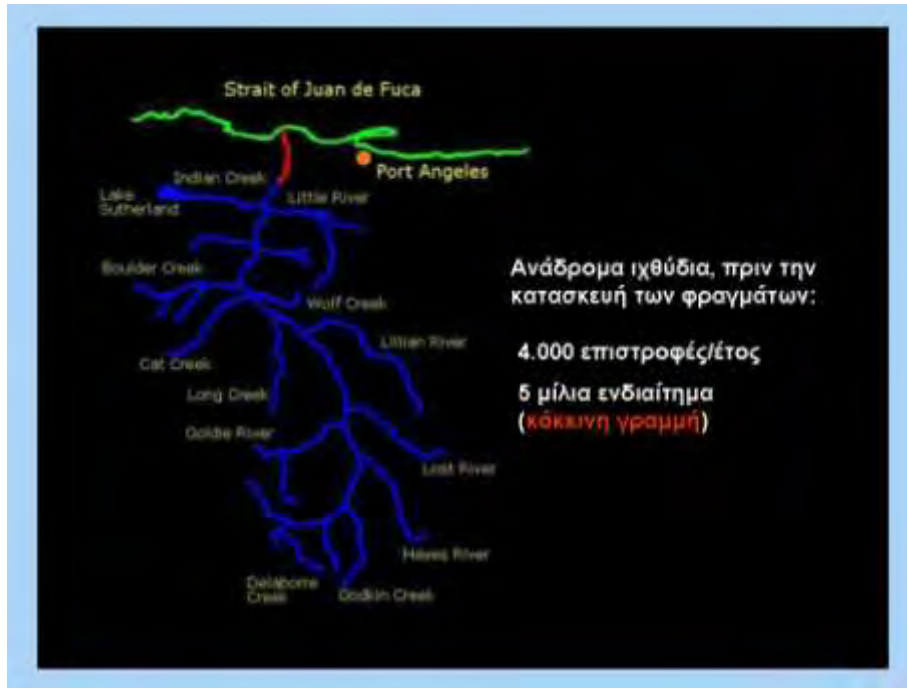 Strait of Juan de Fuca
Port Angeles
Indian Creek
Little River
Lake
Sutherland
Boulder Creek
Wolf Creek
Lillian River
Cat Creek
Long Creek
Goldie River
Lost River
Hayes River
Delabarre
Creek
Godkin Creek
Ανάδρομα ιχθύδια, πριν την
κατασκευή των φραγμάτων:
4.000 επιστροφές/έτος
5 μίλια ενδιαίτημα
(κόκκινη γραμμή)